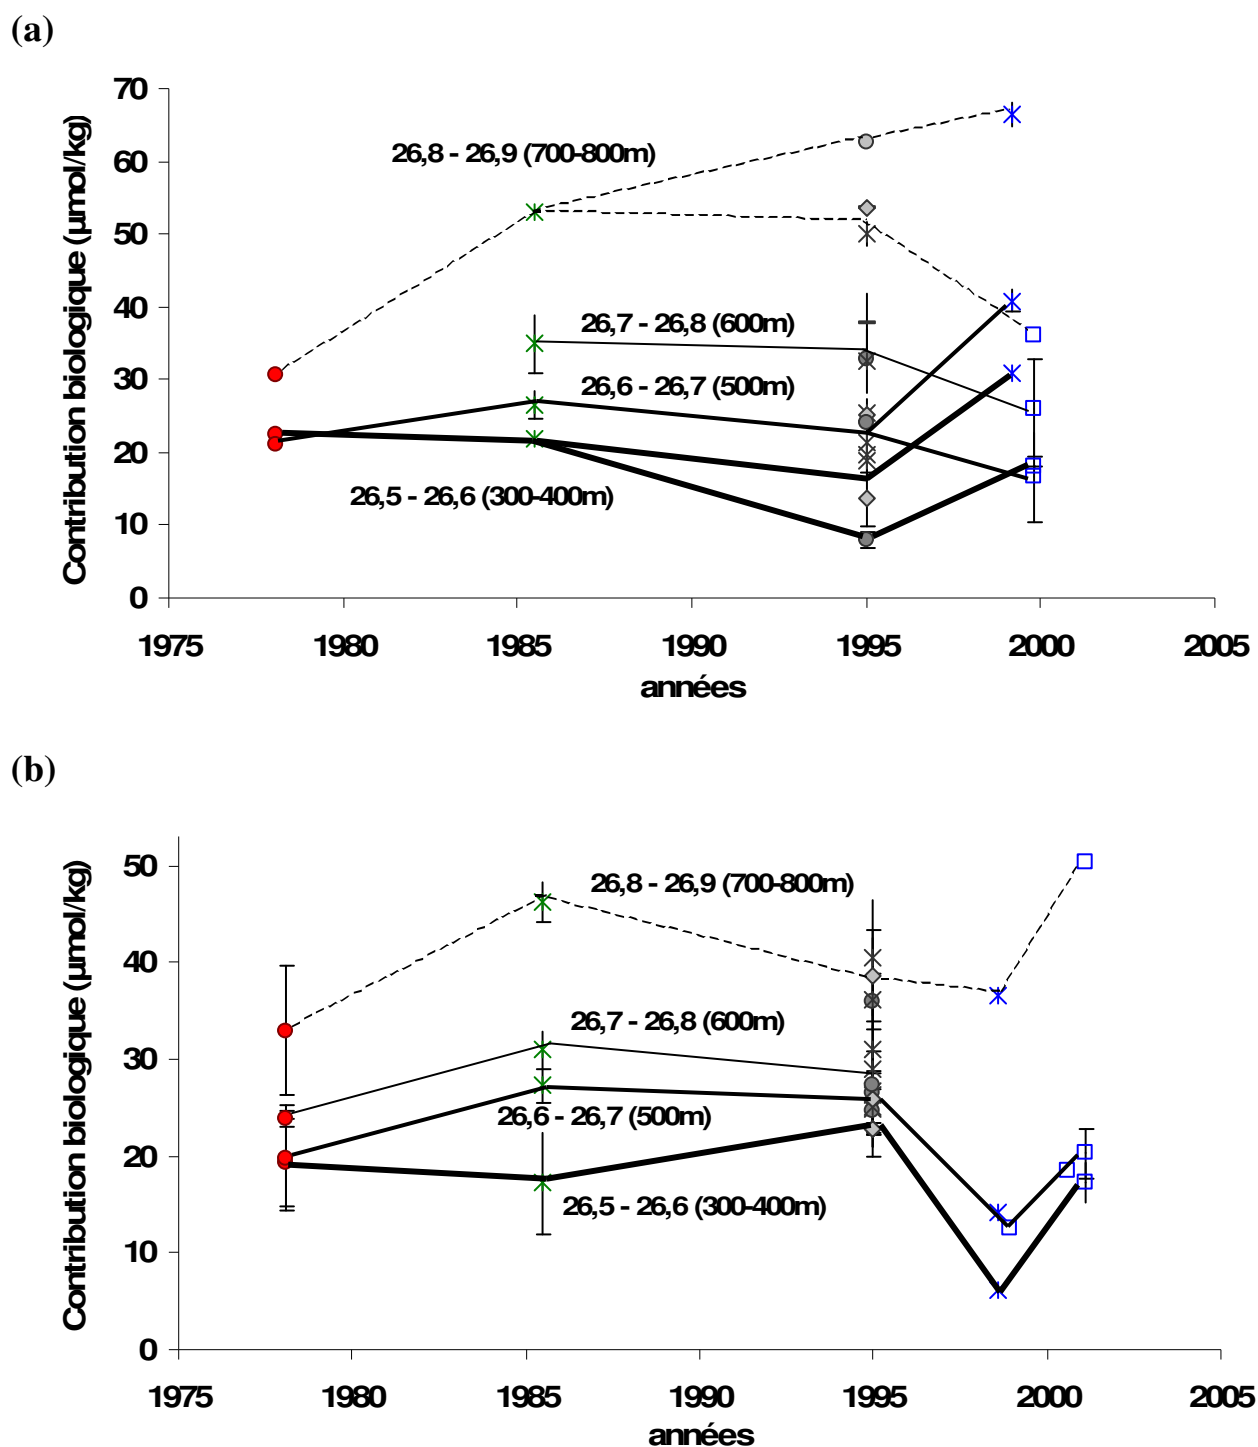 (a)
Contribution biologique (µmol/kg)
70
60
50
40
30
20
10
0
26,8 - 26,9 (700-800m)
26,7 - 26,8 (600m)
26,6 - 26,7 (500m)
26,5 - 26,6 (300-400m)
1975 1980 1985 1990 1995 2000 2005
années
(b)
Contribution biologique (µmol/kg)
50
40
30
20
10
0
26,8 - 26,9 (700-800m)
26,7 - 26,8 (600m)
26,6 - 26,7 (500m)
26,5 - 26,6 (300-400m)
1975 1980 1985 1990 1995 2000 2005
années